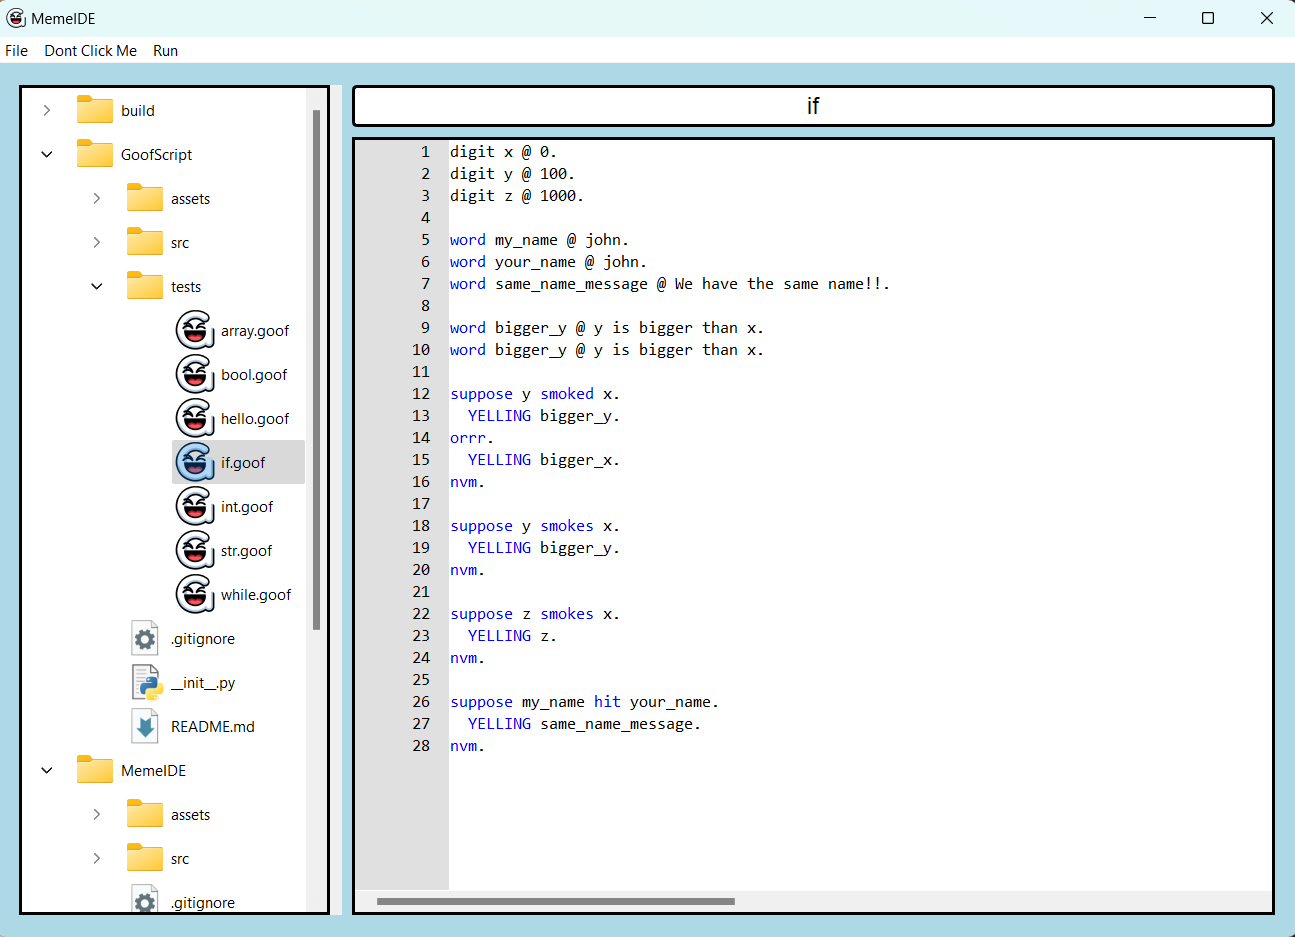 MemeIDE
File Dont Click Me Run
build
GoofScript
assets
src
tests
array.goof
bool.goof
hello.goof
if.goof
int.goof
str.goof
while.goof
.gitignore
__init__.py
README.md
MemeIDE
assets
src
.gitignore
if
1 digit x @ 0.
2 digit y @ 100.
3 digit z @ 1000.
4
5 word my_name @ john.
6 word your_name @ john.
7 word same_name_message @ We have the same name!!.
8
9 word bigger_y @ y is bigger than x.
10 word bigger_y @ y is bigger than x.
11
12 suppose y smoked x.
13 YELLING bigger_y.
14 orrr.
15 YELLING bigger_x.
16 nvm.
17
18 suppose y smokes x.
19 YELLING bigger_y.
20 nvm.
21
22 suppose z smokes x.
23 YELLING z.
24 nvm.
25
26 suppose my_name hit your_name.
27 YELLING same_name_message.
28 nvm.